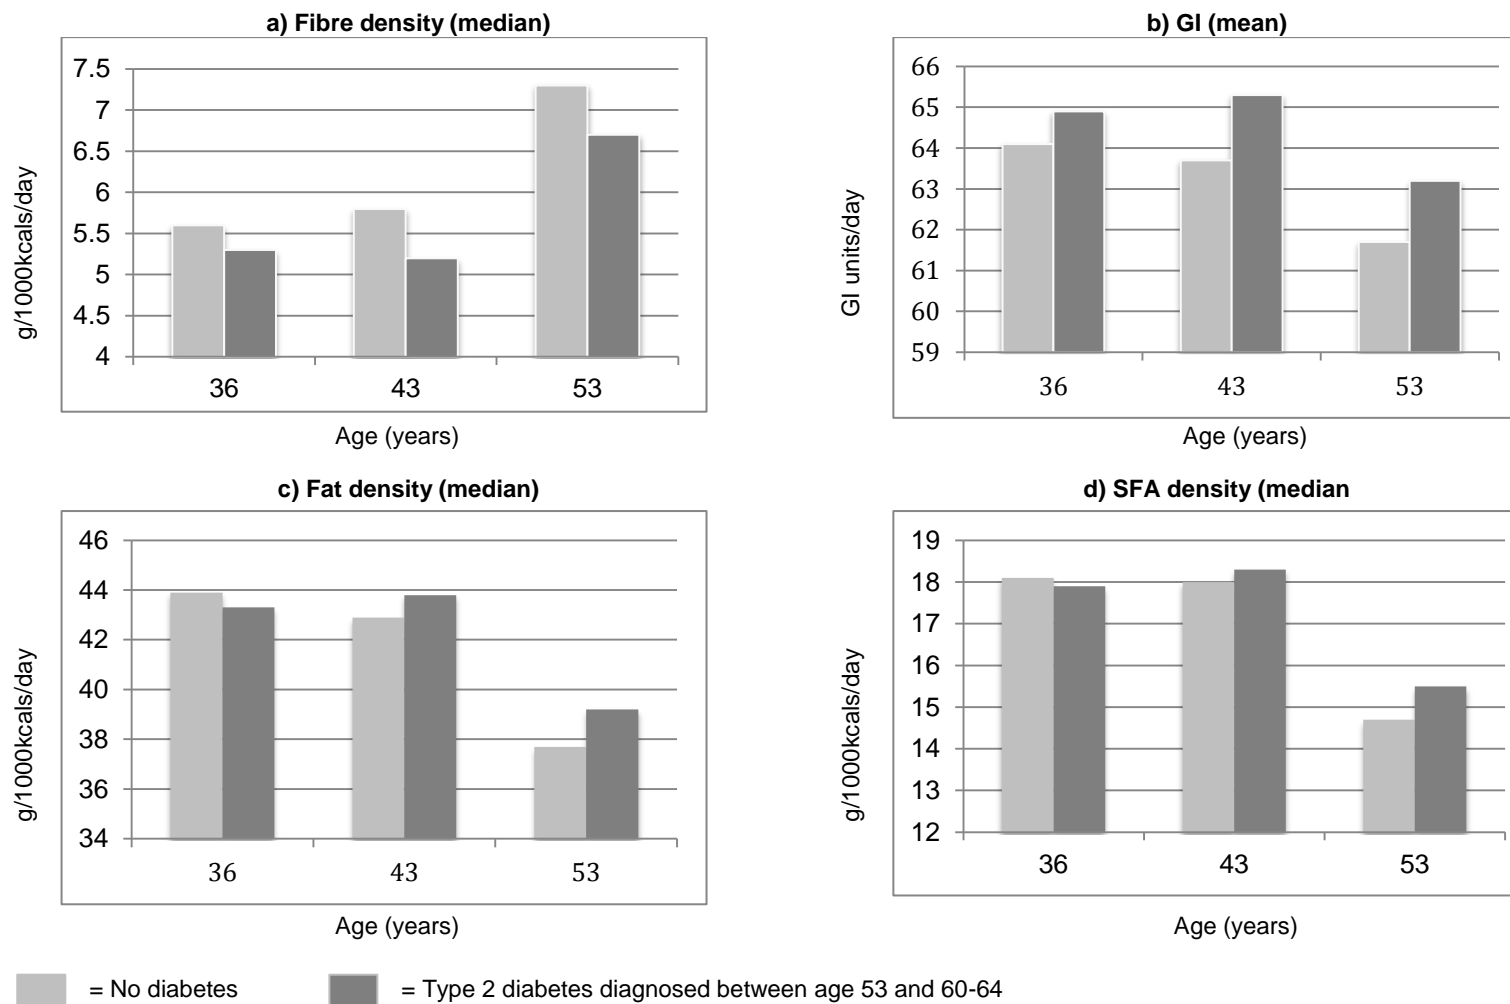 a) Fibre density (median)
7.5
7
6.5
6
5.5
5
4.5
4
g/1000kcals/day
36 43 53
Age (years)
b) GI (mean)
66
65
64
63
62
61
60
59
GI units/day
36 43 53
Age (years)
c) Fat density (median)
46
44
42
40
38
36
34
g/1000kcals/day
36 43 53
Age (years)
d) SFA density (median
19
18
17
16
15
14
13
12
g/1000kcals/day
36 43 53
Age (years)
= No diabetes
= Type 2 diabetes diagnosed between age 53 and 60-64